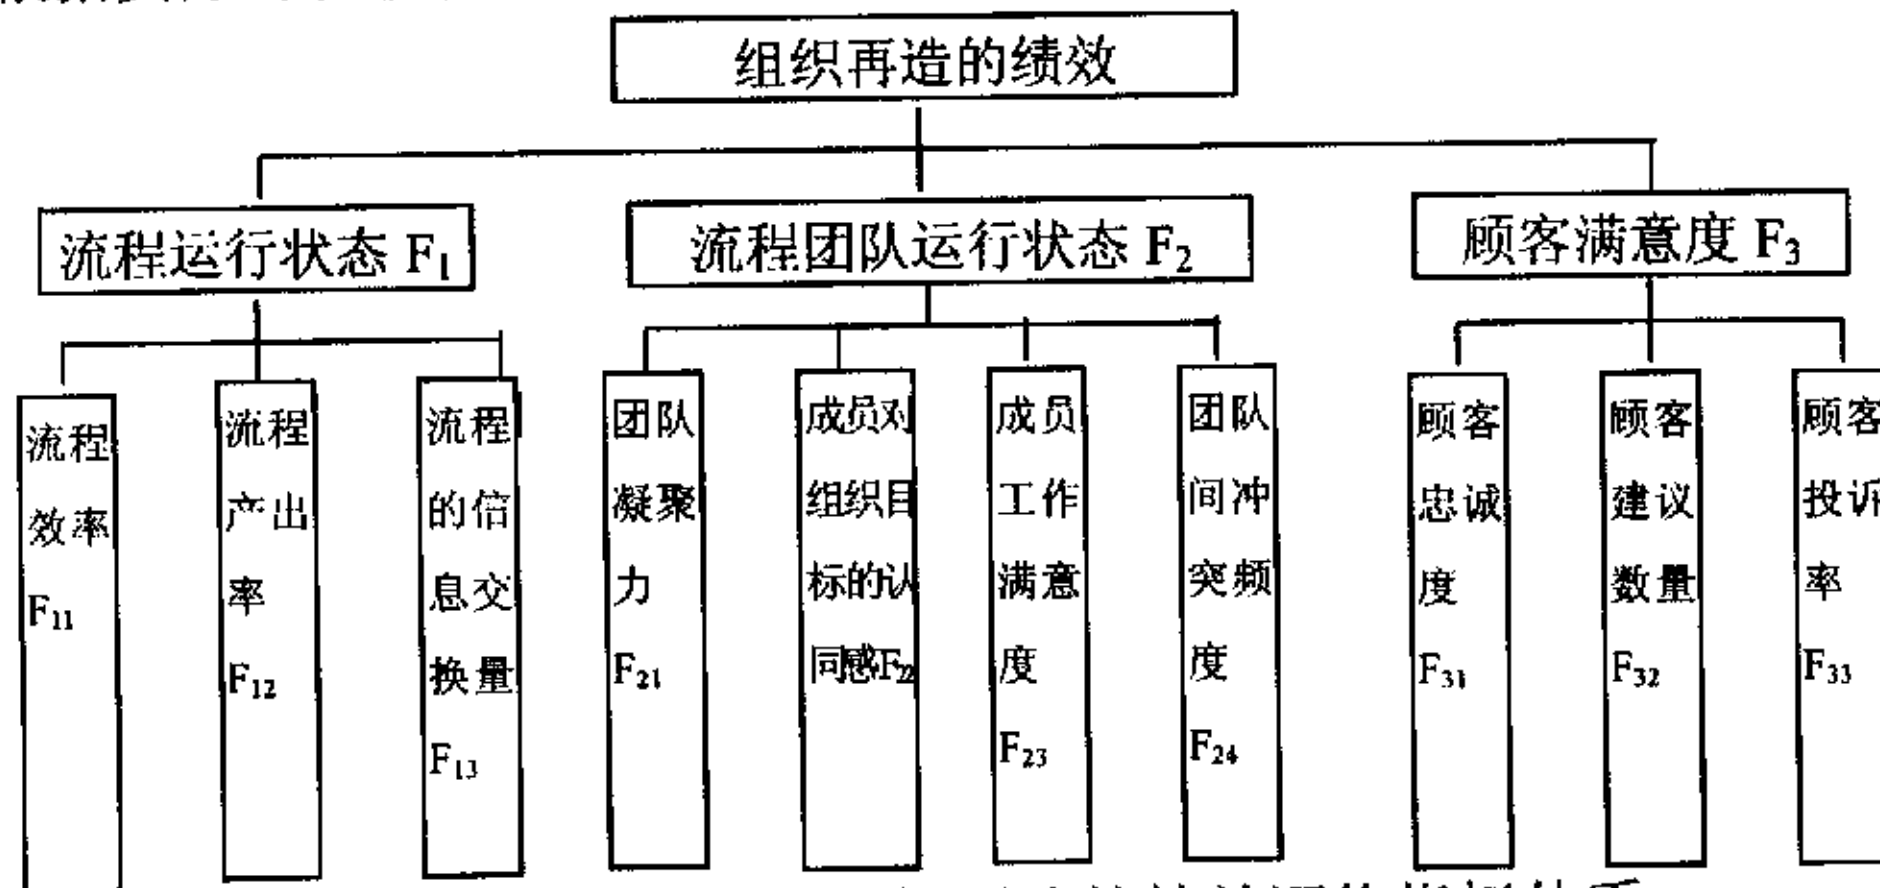 组织再造的绩效
流程运行状态 F₁
流程团队运行状态 F₂
顾客满意度 F₃
流程
效率
F₁₁
流程
产出
率
F₁₂
流程
的信
息交
换量
F₁₃
团队
凝聚
力
F₂₁
成员对
组织目
标的认
同感F₂
成员
工作
满意
度
F₂₃
团队
间冲
突频
度
F₂₄
顾客
忠诚
度
F₃₁
顾客
建议
数量
F₃₂
顾客
投诉
率
F₃₃